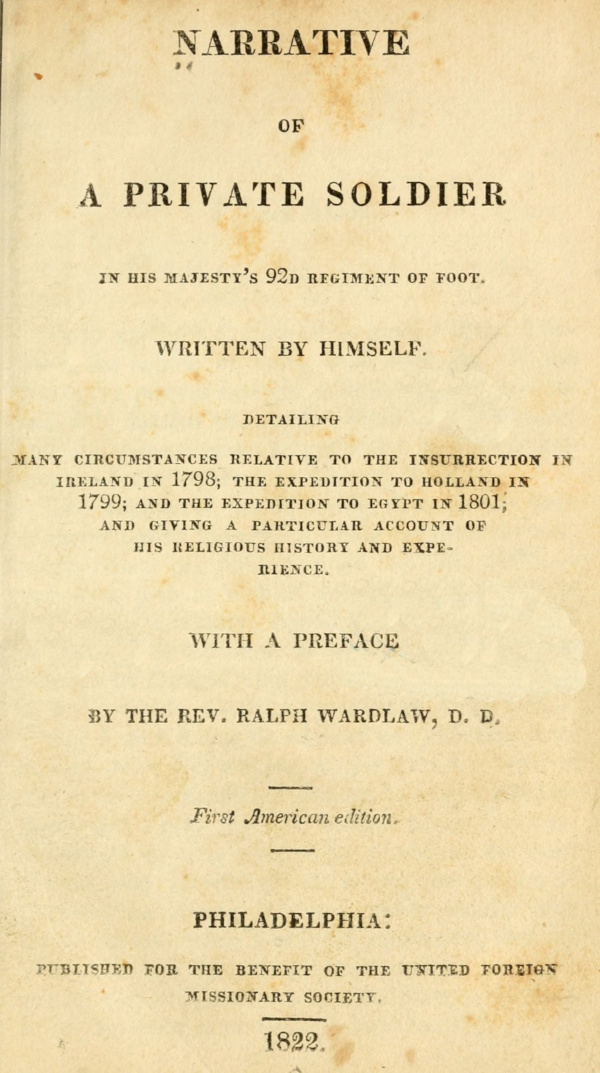 NARRATIVE
OF
A PRIVATE SOLDIER
IN HIS MAJESTY'S 92D REGIMENT OF FOOT.
WRITTEN BY HIMSELF.
DETAILING
MANY CIRCUMSTANCES RELATIVE TO THE INSURRECTION IN
IRELAND IN 1798; THE EXPEDITION TO HOLLAND IN
1799; AND THE EXPEDITION TO EGYPT IN 1801;
AND GIVING A PARTICULAR ACCOUNT OF
HIS RELIGIOUS HISTORY AND EXPE-
RIENCE.
WITH A PREFACE
BY THE REV. RALPH WARDLAW, D. D.
First American edition.
PHILADELPHIA:
PUBLISHED FOR THE BENEFIT OF THE UNITED FOREIGN
MISSIONARY SOCIETY.
1822.